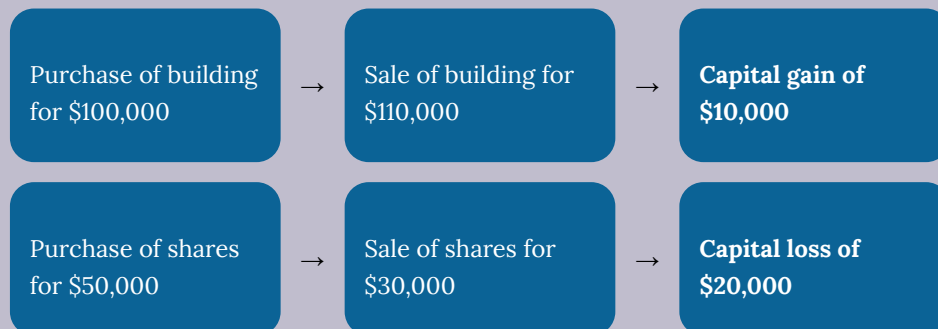 Purchase of building
for $100,000
→
Sale of building for
$110,000
→
Capital gain of
$10,000
Purchase of shares
for $50,000
→
Sale of shares for
$30,000
→
Capital loss of
$20,000